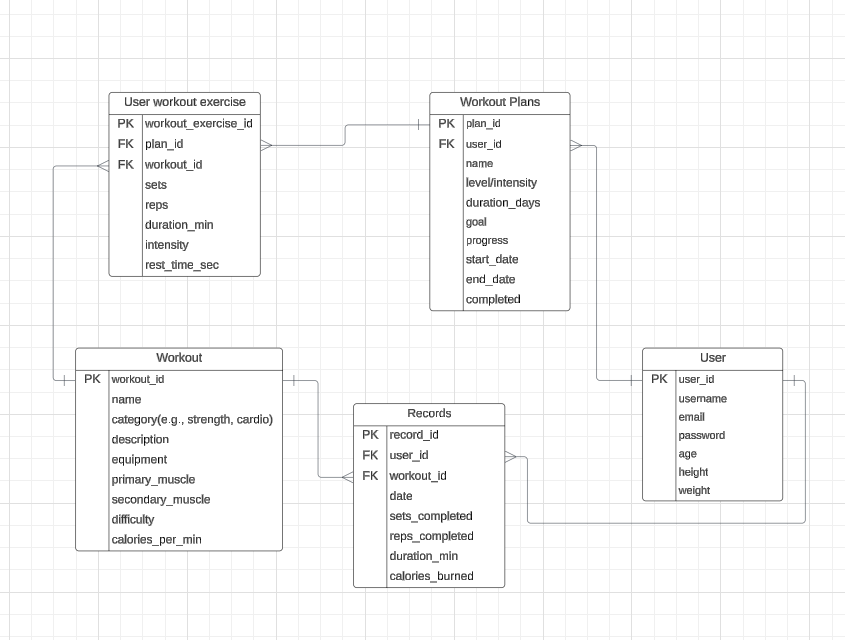 User workout exercise
PK workout_exercise_id
FK plan_id
FK workout_id
sets
reps
duration_min
intensity
rest_time_sec
Workout Plans
PK plan_id
FK user_id
name
level/intensity
duration_days
goal
progress
start_date
end_date
completed
Workout
PK workout_id
name
category(e.g., strength, cardio)
description
equipment
primary_muscle
secondary_muscle
difficulty
calories_per_min
Records
PK record_id
FK user_id
FK workout_id
date
sets_completed
reps_completed
duration_min
calories_burned
User
PK user_id
username
email
password
age
height
weight